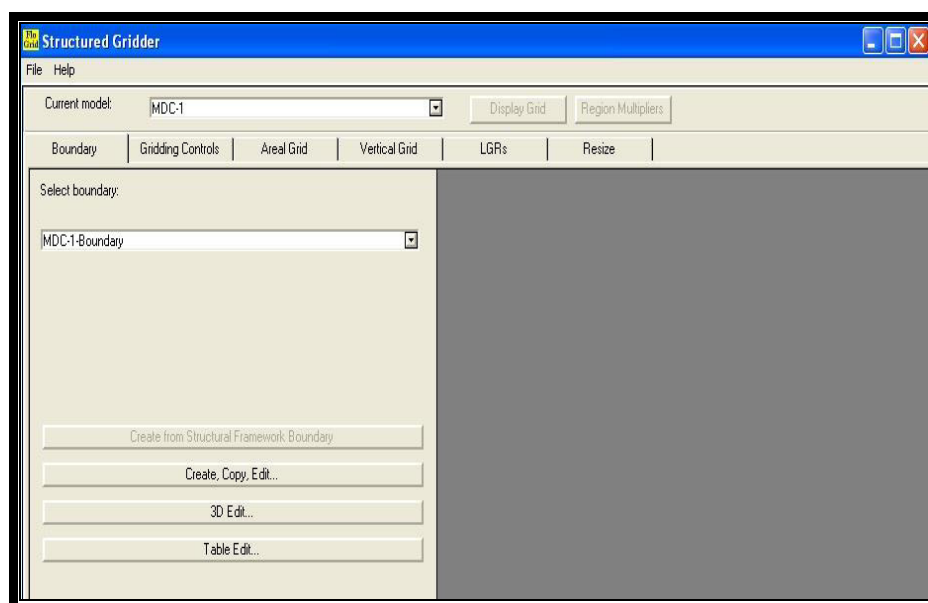 Flo Grid Structured Gridder
File Help
Current model: MDC-1 Display Grid Region Multipliers
Boundary Gridding Controls Areal Grid Vertical Grid LGRs Resize
Select boundary:
MDC-1-Boundary
Create from Structural Framework Boundary
Create, Copy, Edit...
3D Edit...
Table Edit...